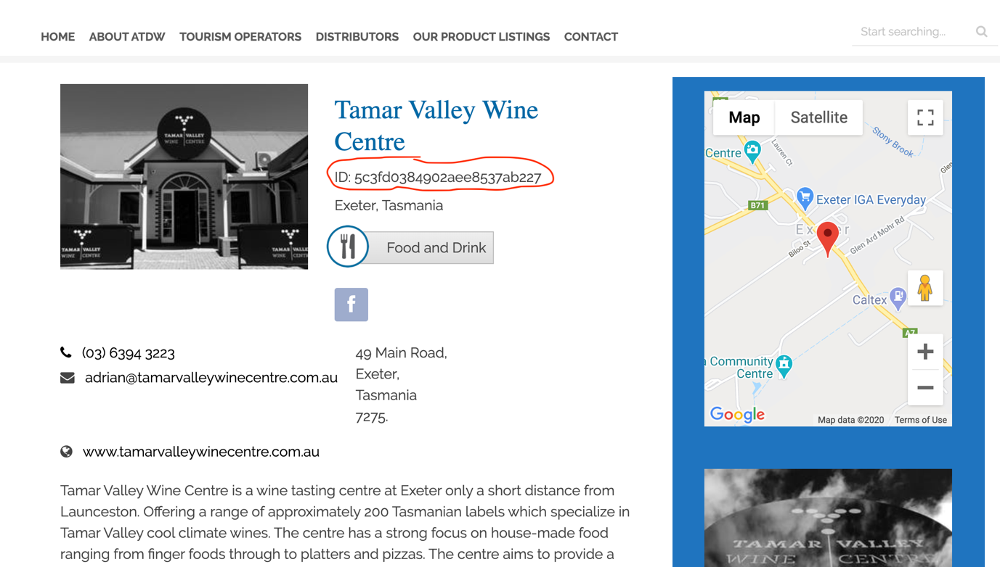 HOME ABOUT ATDW TOURISM OPERATORS DISTRIBUTORS OUR PRODUCT LISTINGS CONTACT
Start searching...
TAMAR VALLEY
WINE CENTRE
TAMAR VALLEY
WINE CENTRE
TAMAR VALL
WINE CENT
Tamar Valley Wine
Centre
ID: 5c3fd0384902aee8537ab227
Exeter, Tasmania
Food and Drink
f
(03) 6394 3223
adrian@tamarvalleywinecentre.com.au
49 Main Road,
Exeter,
Tasmania
7275.
www.tamarvalleywinecentre.com.au
Tamar Valley Wine Centre is a wine tasting centre at Exeter only a short distance from
Launceston. Offering a range of approximately 200 Tasmanian labels which specialize in
Tamar Valley cool climate wines. The centre has a strong focus on house-made food
ranging from finger foods through to platters and pizzas. The centre aims to provide a
Map Satellite
Stony Brook
Lauren Ct
Centre
Glen
Exeter IGA Everyday
B71
Glen Ard Mohr Rd
Biloo St
Caltex
A7
Community
Centre
Google
Map data ©2020 Terms of Use
TAMAR VALLEY
WINE CENTRE